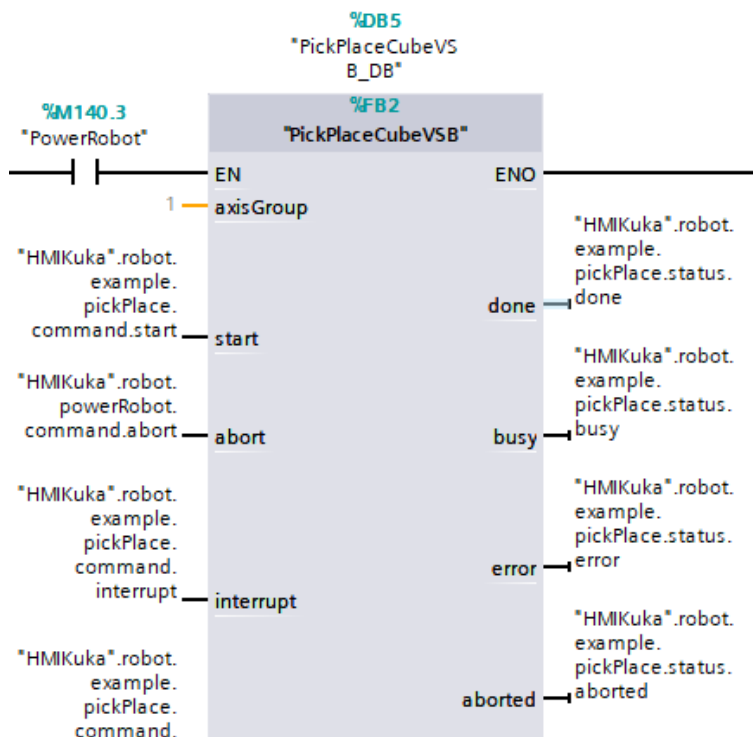 %DB5
"PickPlaceCubeVS
B_DB"
%M140.3
"PowerRobot"
%FB2
"PickPlaceCubeVSB"
EN
ENO
1
axisGroup
"HMIKuka".robot.
example.
pickPlace.
command.start
start
"HMIKuka".robot.
example.
pickPlace.status.
done
done
"HMIKuka".robot.
powerRobot.
command.abort
abort
"HMIKuka".robot.
example.
pickPlace.status.
busy
busy
"HMIKuka".robot.
example.
pickPlace.
command.
interrupt
interrupt
"HMIKuka".robot.
example.
pickPlace.status.
error
error
"HMIKuka".robot.
example.
pickPlace.
command.
"HMIKuka".robot.
example.
pickPlace.status.
aborted
aborted